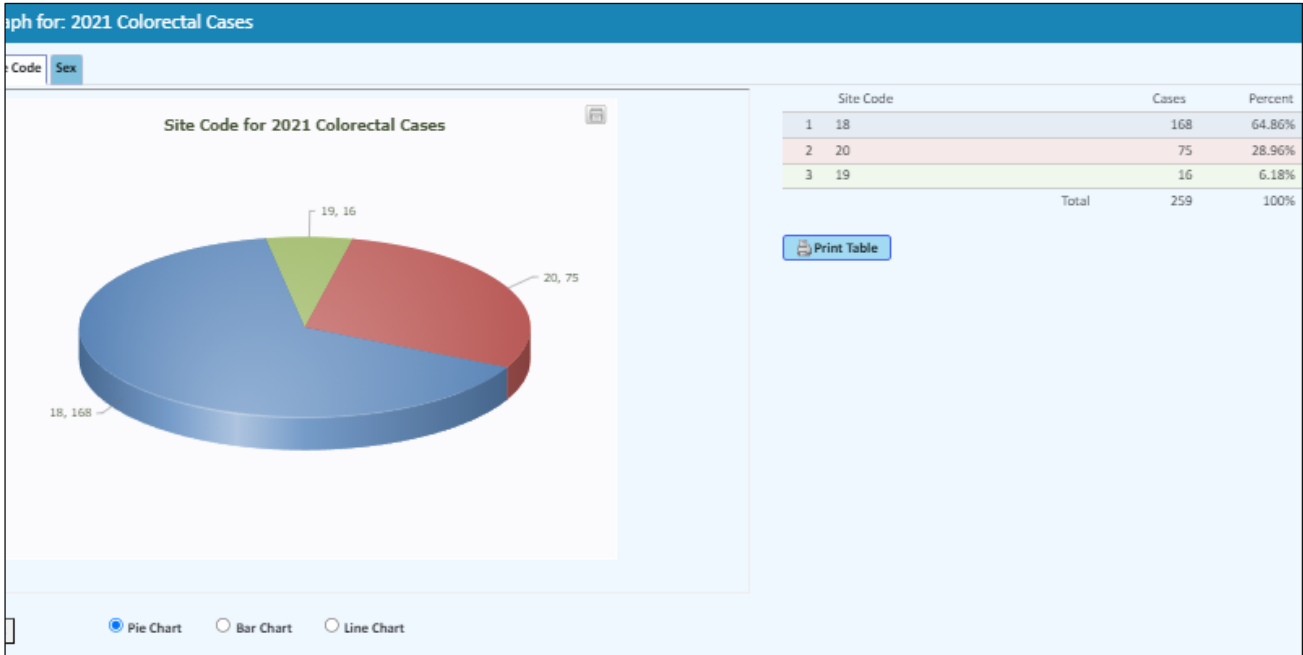 aph for: 2021 Colorectal Cases
e Code Sex
Site Code for 2021 Colorectal Cases
19, 16
20, 75
18, 168
Pie Chart Bar Chart Line Chart
Site Code Cases Percent
1 18 168 64.86%
2 20 75 28.96%
3 19 16 6.18%
Total 259 100%
Print Table